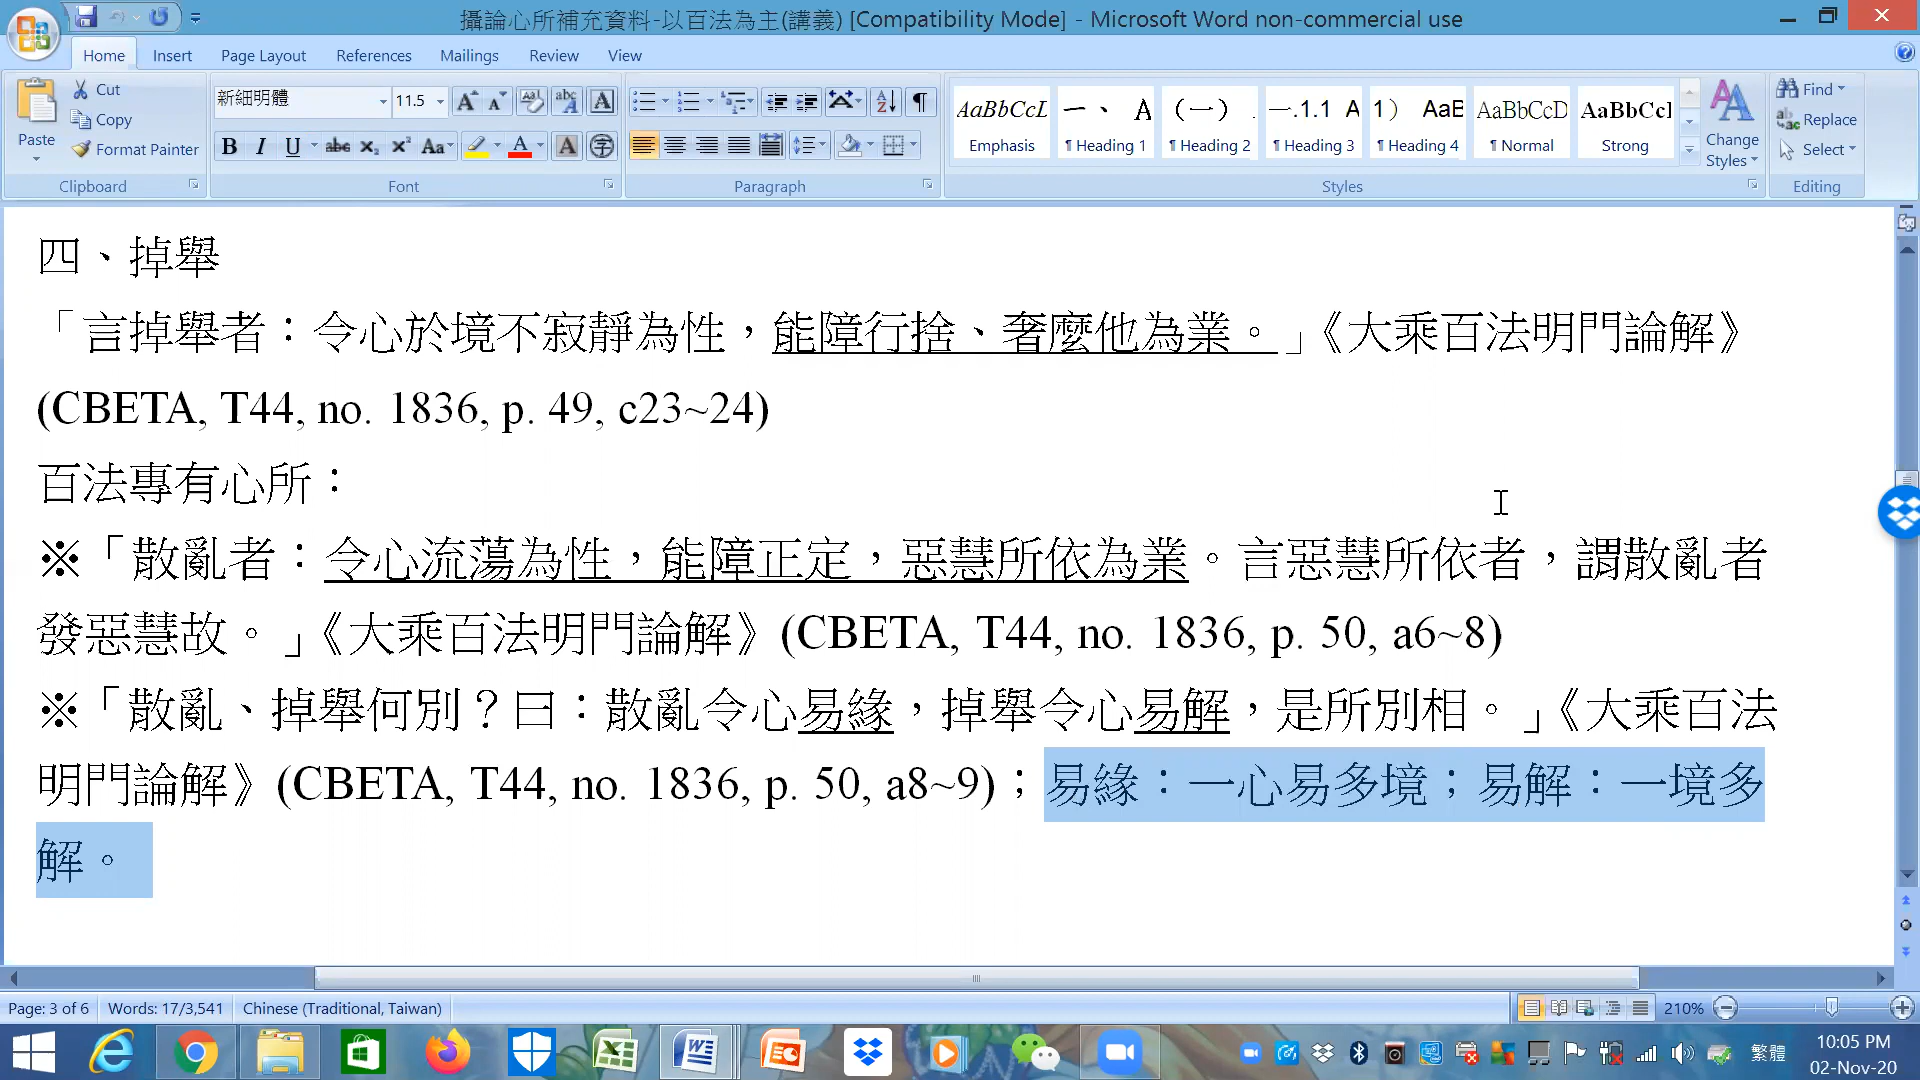 攝論心所補充資料-以百法為主(講義) [Compatibility Mode] - Microsoft Word non-commercial use
Home Insert Page Layout References Mailings Review View
Paste
Cut
Copy
Format Painter
Clipboard
新細明體 11.5
Font
Paragraph
AaBbCcL 一、 A (一) . 一.1.1 A 1) AaB AaBbCcD AaBbCcl
Emphasis ¶ Heading 1 ¶ Heading 2 ¶ Heading 3 ¶ Heading 4 ¶ Normal Strong
Change Styles
Styles
Find
Replace
Select
Editing
四、掉舉
「言掉舉者：令心於境不寂靜為性，能障行捨、奢麼他為業。」《大乘百法明門論解》
(CBETA, T44, no. 1836, p. 49, c23~24)
百法專有心所：
※「散亂者：令心流蕩為性，能障正定，惡慧所依為業。言惡慧所依者，謂散亂者
發惡慧故。」《大乘百法明門論解》(CBETA, T44, no. 1836, p. 50, a6~8)
※「散亂、掉舉何別？曰：散亂令心易緣，掉舉令心易解，是所別相。」《大乘百法
明門論解》(CBETA, T44, no. 1836, p. 50, a8~9)；易緣：一心易多境；易解：一境多
解。
Page: 3 of 6 Words: 17/3,541 Chinese (Traditional, Taiwan) 210%
繁體
10:05 PM
02-Nov-20